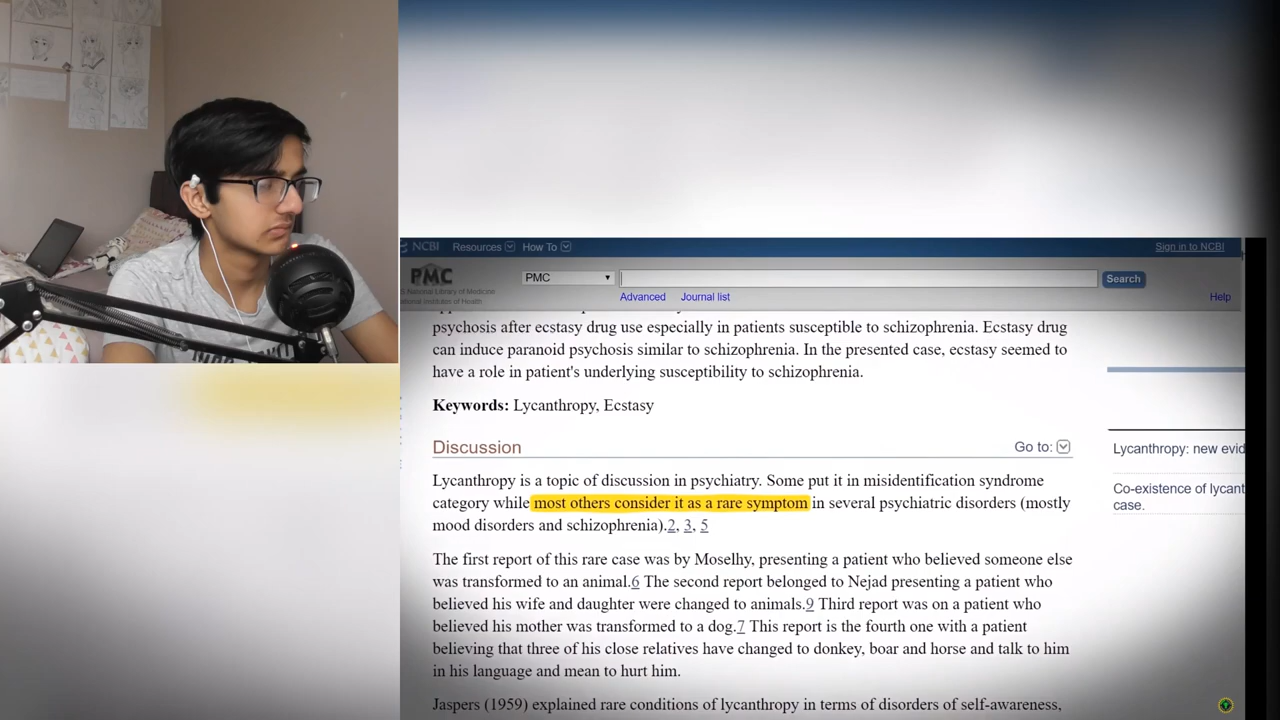 NCBI Resources How To Sign in to NCBI
PMC PMC Search
National Library of Medicine
National Institutes of Health
Advanced Journal list Help
psychosis after ecstasy drug use especially in patients susceptible to schizophrenia. Ecstasy drug
can induce paranoid psychosis similar to schizophrenia. In the presented case, ecstasy seemed to
have a role in patient's underlying susceptibility to schizophrenia.
Keywords: Lycanthropy, Ecstasy
Discussion Go to:
Lycanthropy is a topic of discussion in psychiatry. Some put it in misidentification syndrome
category while most others consider it as a rare symptom in several psychiatric disorders (mostly
mood disorders and schizophrenia).2, 3, 5
The first report of this rare case was by Moselhy, presenting a patient who believed someone else
was transformed to an animal.6 The second report belonged to Nejad presenting a patient who
believed his wife and daughter were changed to animals.9 Third report was on a patient who
believed his mother was transformed to a dog.7 This report is the fourth one with a patient
believing that three of his close relatives have changed to donkey, boar and horse and talk to him
in his language and mean to hurt him.
Jaspers (1959) explained rare conditions of lycanthropy in terms of disorders of self-awareness,
Lycanthropy: new evid
Co-existence of lycant
case.